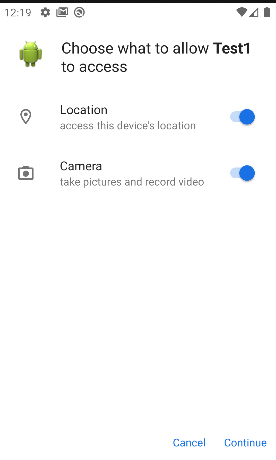 12:19
Choose what to allow Test1
to access
Location
access this device's location
Camera
take pictures and record video
Cancel Continue